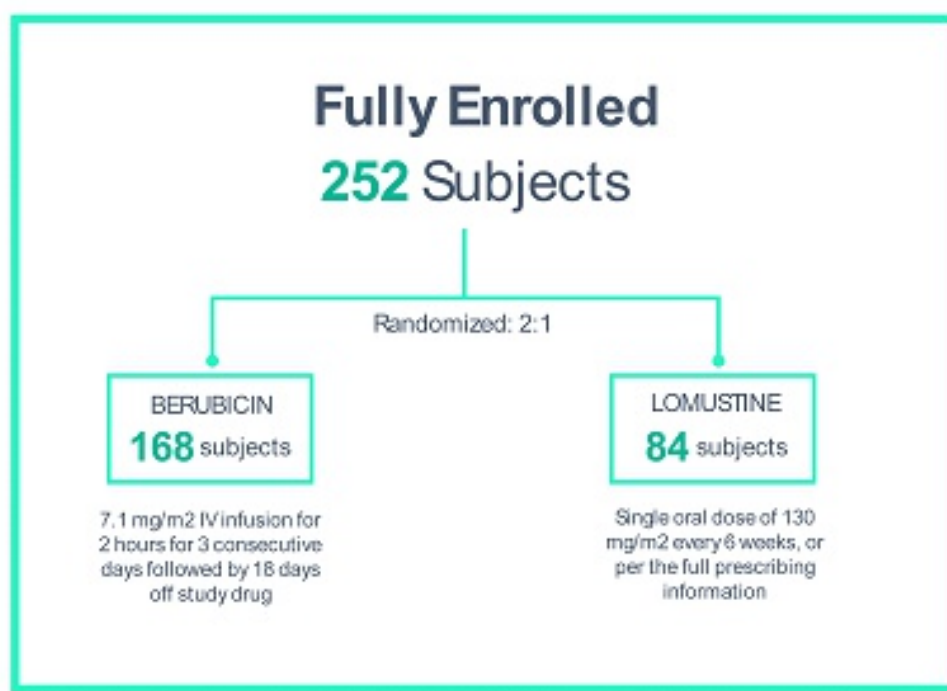 Fully Enrolled
252 Subjects
Randomized: 2:1
BERUBICIN
168 subjects
7.1 mg/m2 IV infusion for
2 hours for 3 consecutive
days followed by 18 days
off study drug
LOMUSTINE
84 subjects
Single oral dose of 130
mg/m2 every 6 weeks, or
per the full prescribing
information